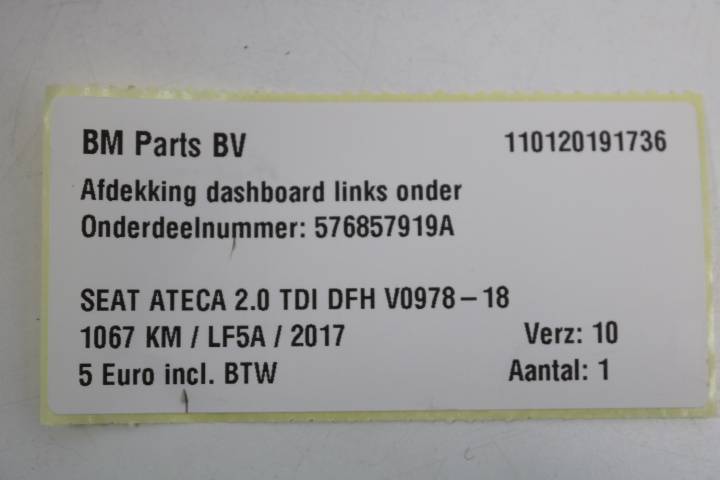 BM Parts BV 110120191736
Afdekking dashboard links onder
Onderdeelnummer: 576857919A
SEAT ATECA 2.0 TDI DFH V0978-18
1067 KM / LF5A / 2017 Verz: 10
5 Euro incl. BTW Aantal: 1